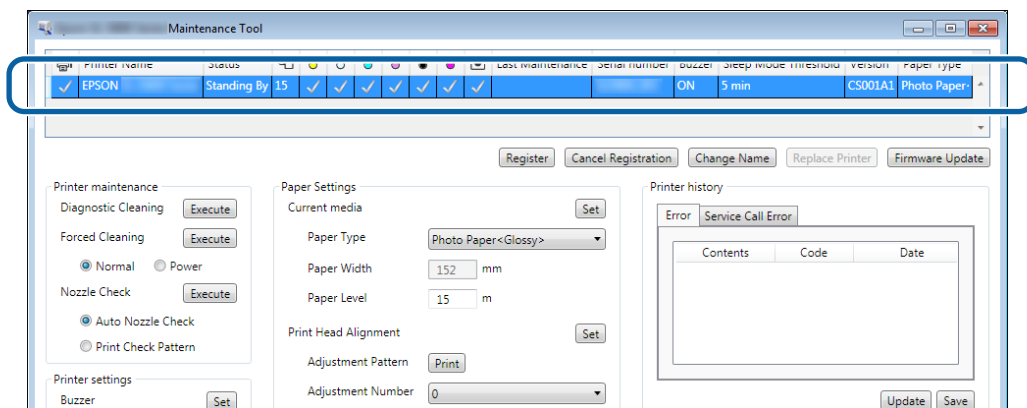 Maintenance Tool
Printer Name Status Last Maintenance Serial number Buzzer Sleep Mode Threshold Version Paper Type
EPSON Standing By 15 ON 5 min CS001A1 Photo Paper
Register Cancel Registration Change Name Replace Printer Firmware Update
Printer maintenance
Diagnostic Cleaning Execute
Forced Cleaning Execute
Normal Power
Nozzle Check Execute
Auto Nozzle Check
Print Check Pattern
Printer settings
Buzzer Set
Paper Settings
Current media Set
Paper Type Photo Paper<Glossy>
Paper Width 152 mm
Paper Level 15 m
Print Head Alignment Set
Adjustment Pattern Print
Adjustment Number 0
Printer history
Error Service Call Error
Contents Code Date
Update Save